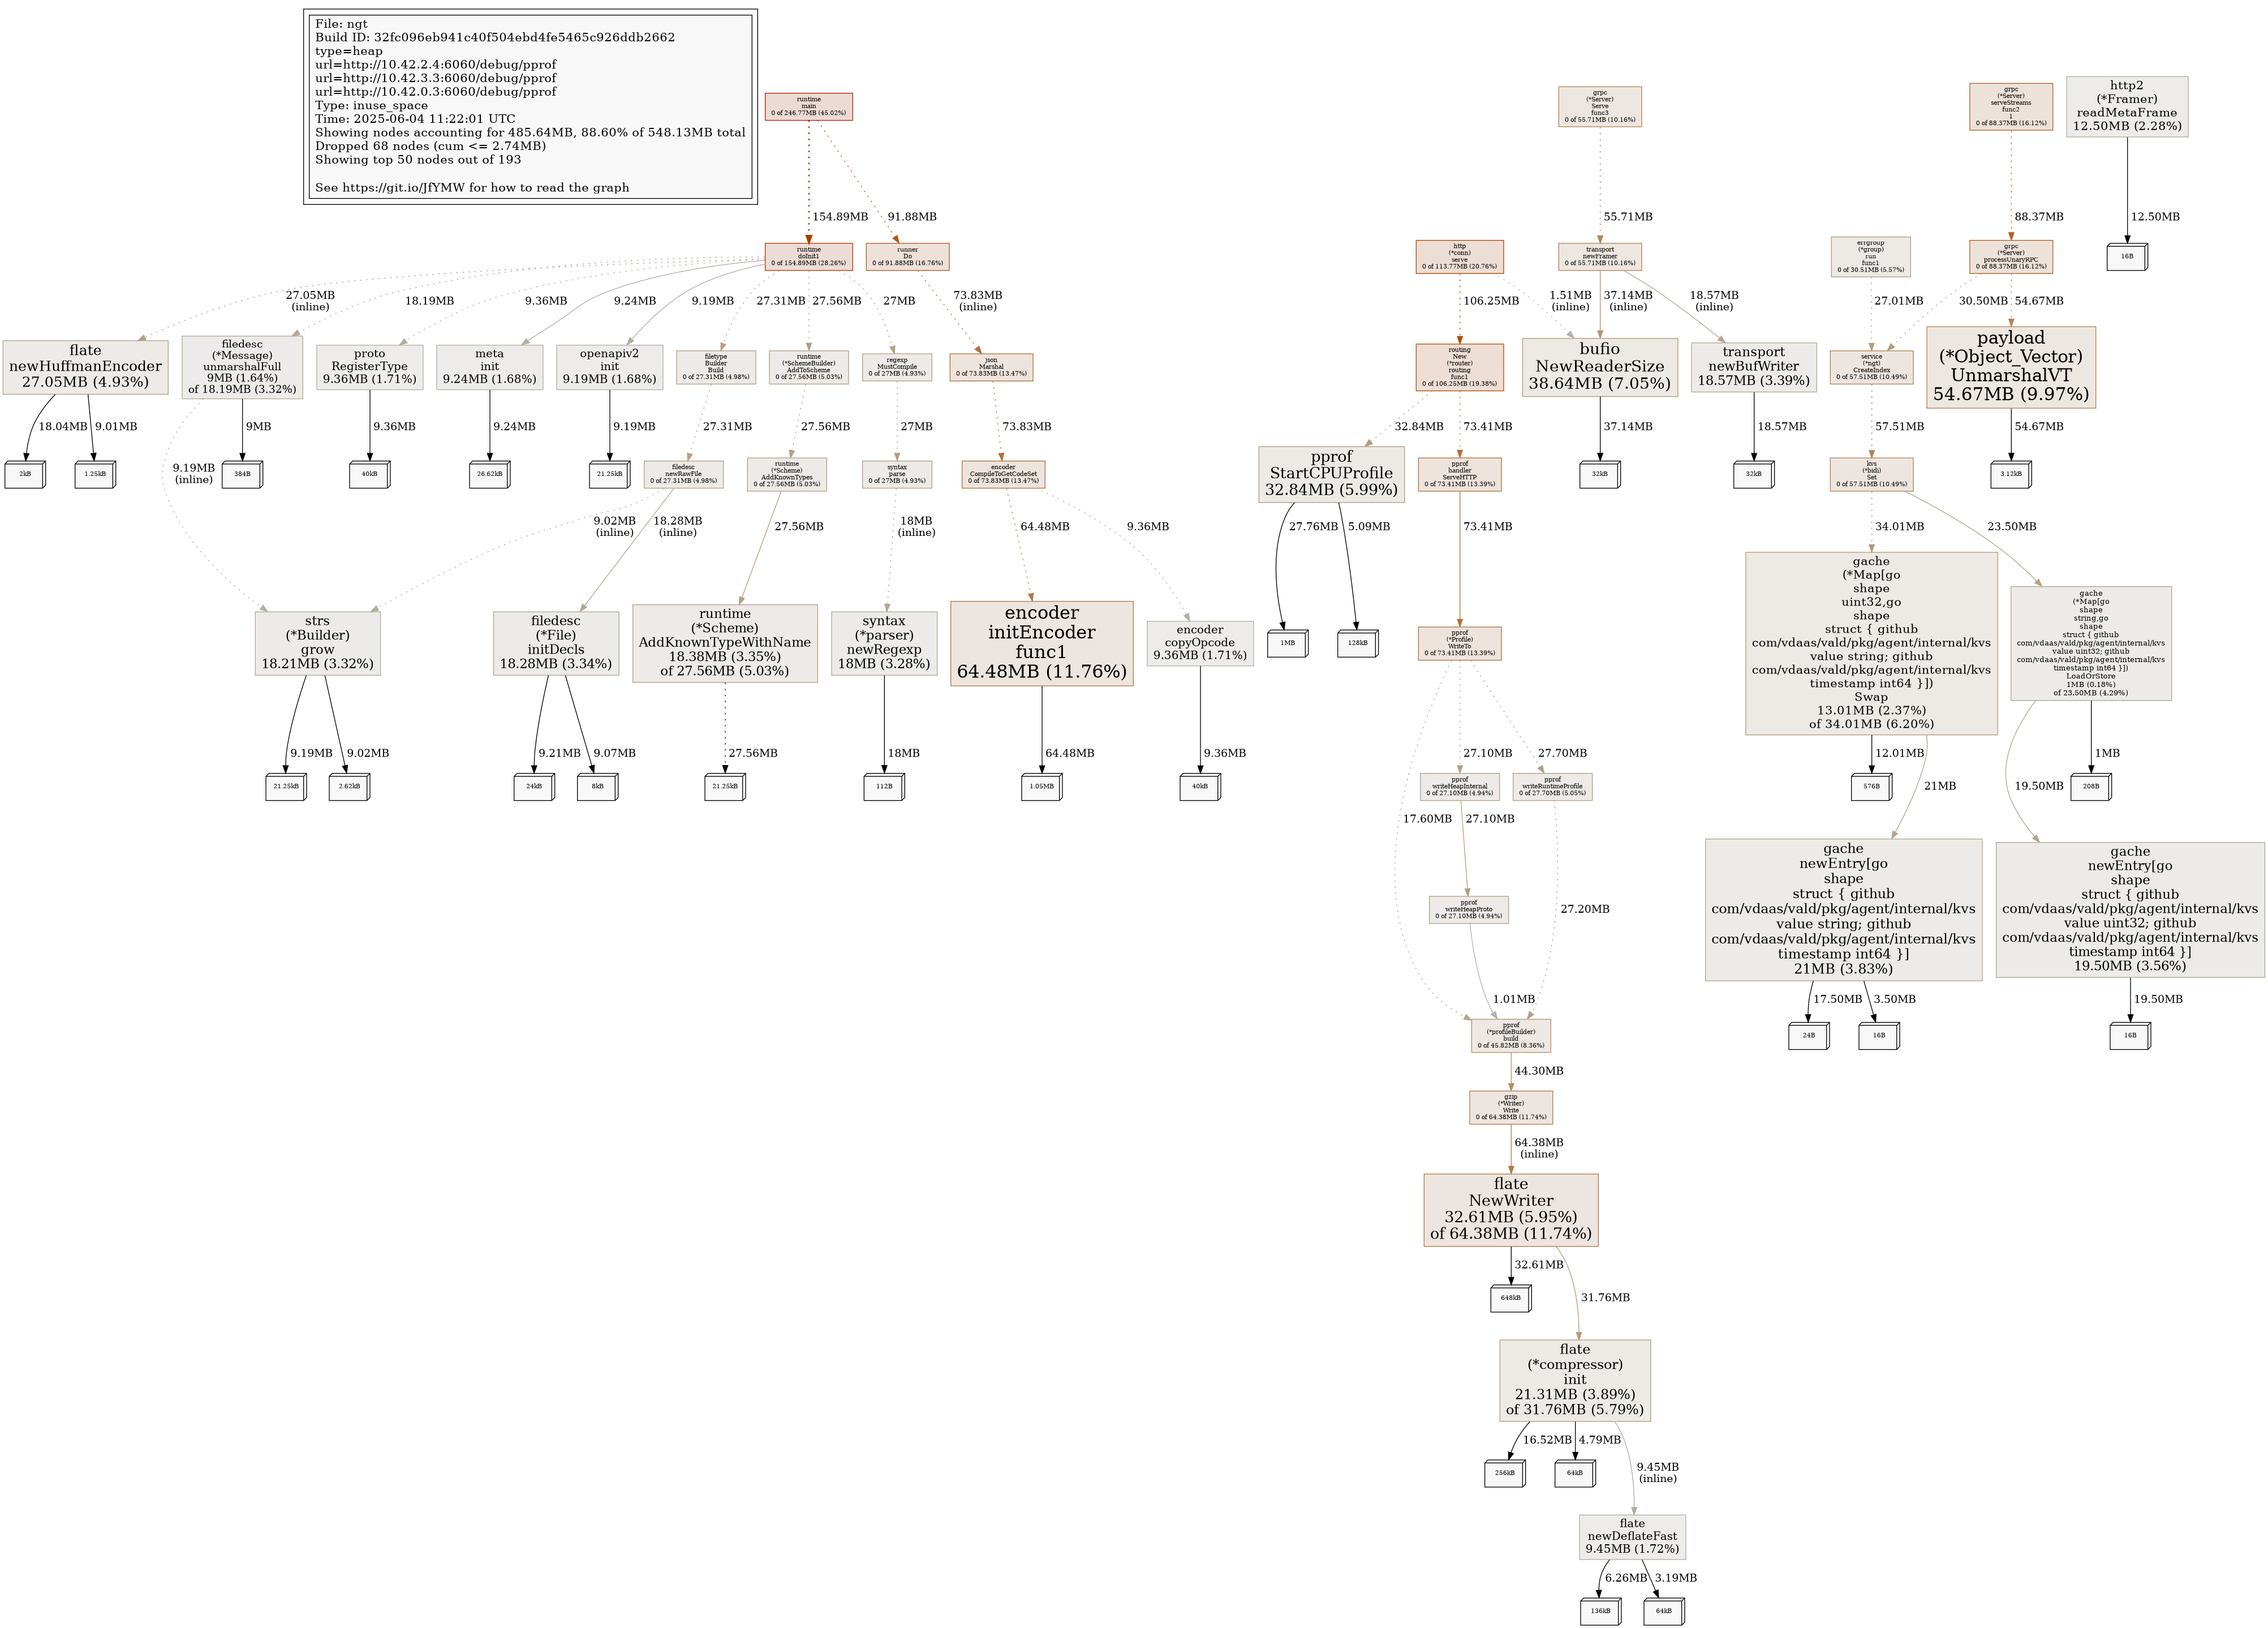 File: ngt
Build ID: 32fc096eb941c40f504ebd4fe5465c926ddb2662
type=heap
url=http://10.42.2.4:6060/debug/pprof
url=http://10.42.3.3:6060/debug/pprof
url=http://10.42.0.3:6060/debug/pprof
Type: inuse_space
Time: 2025-06-04 11:22:01 UTC
Showing nodes accounting for 485.64MB, 88.60% of 548.13MB total
Dropped 68 nodes (cum <= 2.74MB)
Showing top 50 nodes out of 193
See https://git.io/JfYMW for how to read the graph
runtime
main
0 of 246.77MB (45.02%)
grpc
(*Server)
Serve
func3
0 of 55.71MB (10.16%)
grpc
(*Server)
serveStreams
func2
1
0 of 88.37MB (16.12%)
http2
(*Framer)
readMetaFrame
12.50MB (2.28%)
154.89MB
91.88MB
55.71MB
88.37MB
12.50MB
runtime
doInit1
0 of 154.89MB (28.26%)
runner
Do
0 of 91.88MB (16.76%)
http
(*conn)
serve
0 of 113.77MB (20.76%)
transport
newFramer
0 of 55.71MB (10.16%)
errgroup
(*group)
run
func1
0 of 30.51MB (5.57%)
grpc
(*Server)
processUnaryRPC
0 of 88.37MB (16.12%)
16B
27.05MB
(inline)
18.19MB
9.36MB
9.24MB
9.19MB
27.31MB
27.56MB
27MB
73.83MB
(inline)
106.25MB
1.51MB
(inline)
37.14MB
(inline)
18.57MB
(inline)
27.01MB
30.50MB
54.67MB
flate
newHuffmanEncoder
27.05MB (4.93%)
filedesc
(*Message)
unmarshalFull
9MB (1.64%)
of 18.19MB (3.32%)
proto
RegisterType
9.36MB (1.71%)
meta
init
9.24MB (1.68%)
openapiv2
init
9.19MB (1.68%)
filetype
Builder
Build
0 of 27.31MB (4.98%)
runtime
(*SchemeBuilder)
AddToScheme
0 of 27.56MB (5.03%)
regexp
MustCompile
0 of 27MB (4.93%)
json
Marshal
0 of 73.83MB (13.47%)
routing
New
(*router)
routing
func1
0 of 106.25MB (19.38%)
bufio
NewReaderSize
38.64MB (7.05%)
transport
newBufWriter
18.57MB (3.39%)
service
(*ngt)
CreateIndex
0 of 57.51MB (10.49%)
payload
(*Object_Vector)
UnmarshalVT
54.67MB (9.97%)
18.04MB
9.01MB
9MB
9.36MB
9.24MB
9.19MB
27.31MB
27.56MB
27MB
73.83MB
32.84MB
73.41MB
37.14MB
18.57MB
57.51MB
54.67MB
2kB
1.25kB
9.19MB
(inline)
384B
40kB
26.62kB
21.25kB
filedesc
newRawFile
0 of 27.31MB (4.98%)
runtime
(*Scheme)
AddKnownTypes
0 of 27.56MB (5.03%)
syntax
parse
0 of 27MB (4.93%)
encoder
CompileToGetCodeSet
0 of 73.83MB (13.47%)
pprof
StartCPUProfile
32.84MB (5.99%)
pprof
handler
ServeHTTP
0 of 73.41MB (13.39%)
32kB
32kB
kvs
(*bidi)
Set
0 of 57.51MB (10.49%)
3.12kB
9.02MB
(inline)
18.28MB
(inline)
27.56MB
18MB
(inline)
64.48MB
9.36MB
27.76MB
5.09MB
73.41MB
34.01MB
23.50MB
strs
(*Builder)
grow
18.21MB (3.32%)
filedesc
(*File)
initDecls
18.28MB (3.34%)
runtime
(*Scheme)
AddKnownTypeWithName
18.38MB (3.35%)
of 27.56MB (5.03%)
syntax
(*parser)
newRegexp
18MB (3.28%)
encoder
initEncoder
func1
64.48MB (11.76%)
encoder
copyOpcode
9.36MB (1.71%)
1MB
128kB
pprof
(*Profile)
WriteTo
0 of 73.41MB (13.39%)
gache
(*Map[go
shape
uint32,go
shape
struct { github
com/vdaas/vald/pkg/agent/internal/kvs
value string; github
com/vdaas/vald/pkg/agent/internal/kvs
timestamp int64 }])
Swap
13.01MB (2.37%)
of 34.01MB (6.20%)
gache
(*Map[go
shape
string,go
shape
struct { github
com/vdaas/vald/pkg/agent/internal/kvs
value uint32; github
com/vdaas/vald/pkg/agent/internal/kvs
timestamp int64 }])
LoadOrStore
1MB (0.18%)
of 23.50MB (4.29%)
9.19MB
9.02MB
9.21MB
9.07MB
27.56MB
18MB
64.48MB
9.36MB
27.10MB
27.70MB
12.01MB
1MB
21.25kB
2.62kB
24kB
8kB
21.25kB
112B
1.05MB
40kB
pprof
writeHeapInternal
0 of 27.10MB (4.94%)
pprof
writeRuntimeProfile
0 of 27.70MB (5.05%)
576B
21MB
19.50MB
208B
17.60MB
27.10MB
gache
newEntry[go
shape
struct { github
com/vdaas/vald/pkg/agent/internal/kvs
value string; github
com/vdaas/vald/pkg/agent/internal/kvs
timestamp int64 }]
21MB (3.83%)
gache
newEntry[go
shape
struct { github
com/vdaas/vald/pkg/agent/internal/kvs
value uint32; github
com/vdaas/vald/pkg/agent/internal/kvs
timestamp int64 }]
19.50MB (3.56%)
pprof
writeHeapProto
0 of 27.10MB (4.94%)
27.20MB
1.01MB
17.50MB
3.50MB
19.50MB
pprof
(*profileBuilder)
build
0 of 45.82MB (8.36%)
24B
16B
16B
44.30MB
gzip
(*Writer)
Write
0 of 64.38MB (11.74%)
64.38MB
(inline)
flate
NewWriter
32.61MB (5.95%)
of 64.38MB (11.74%)
32.61MB
648kB
31.76MB
flate
(*compressor)
init
21.31MB (3.89%)
of 31.76MB (5.79%)
16.52MB
4.79MB
9.45MB
(inline)
256kB
64kB
flate
newDeflateFast
9.45MB (1.72%)
6.26MB
3.19MB
136kB
64kB